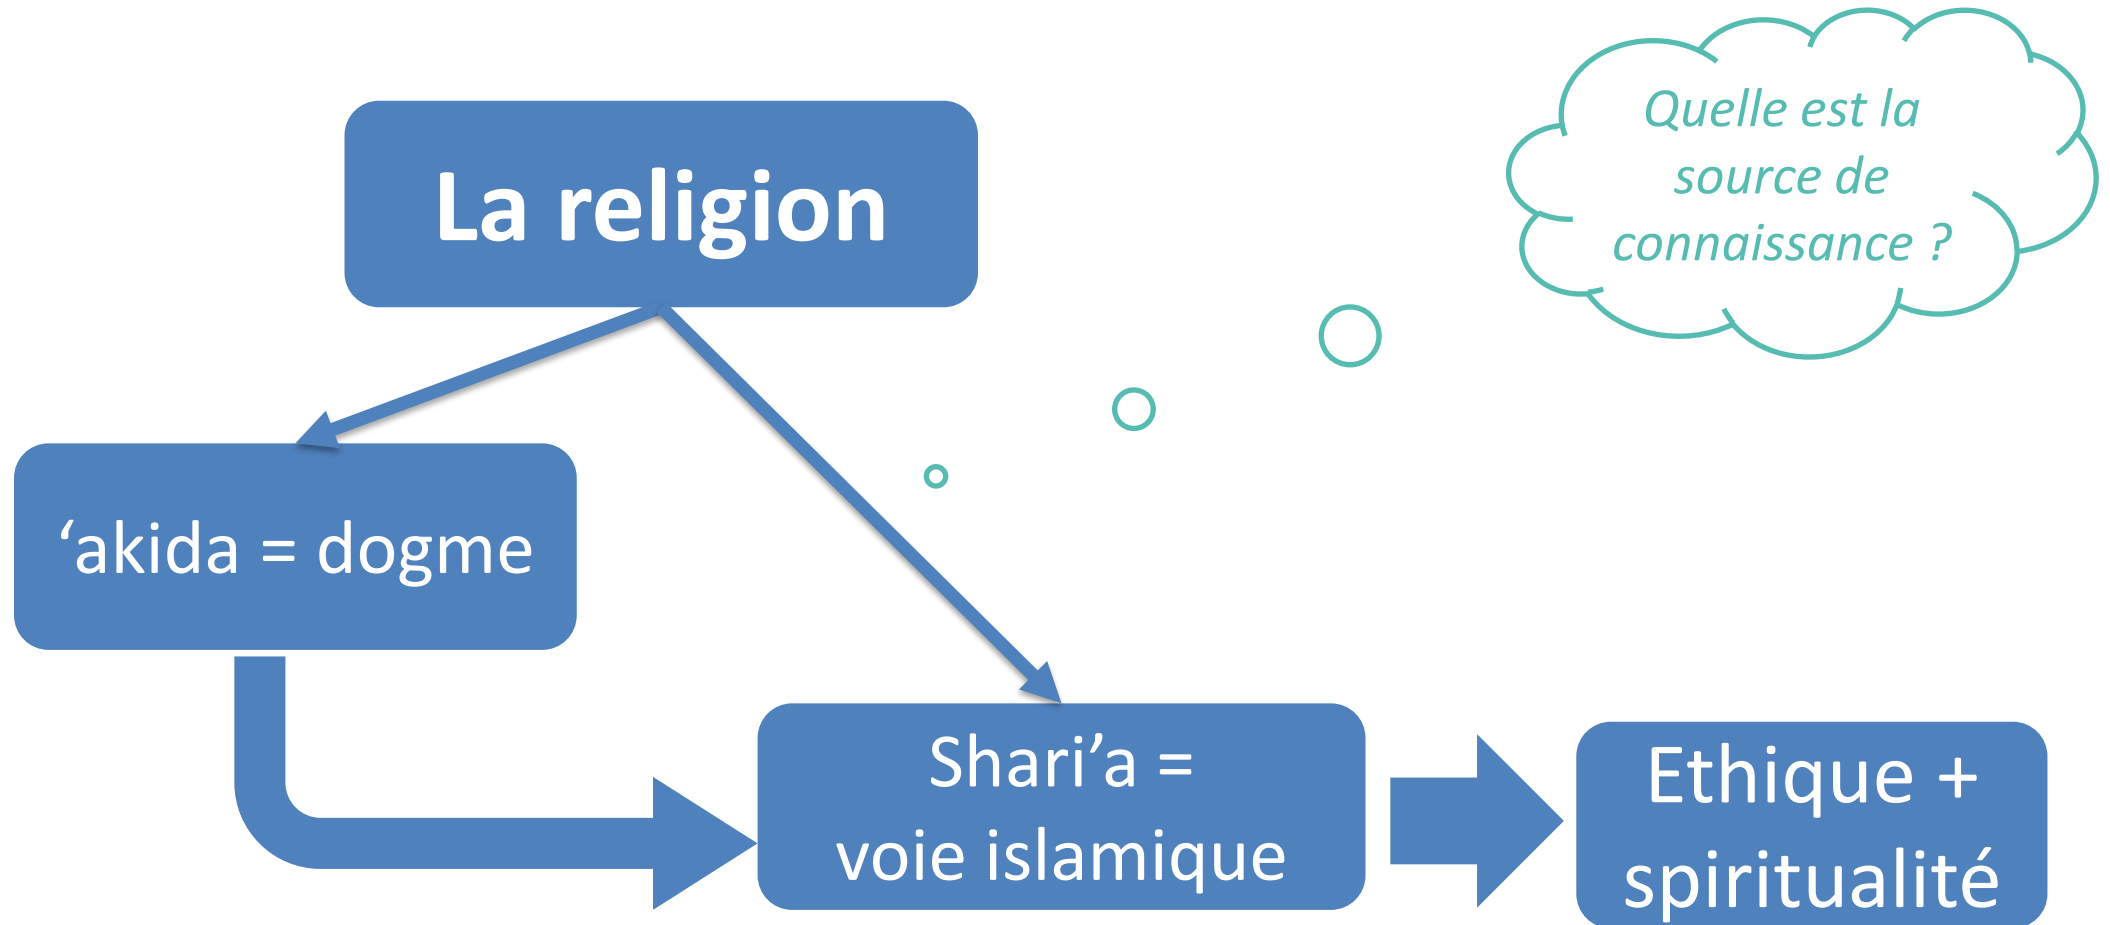 Quelle est la
source de
connaissance ?
La religion
‘akida = dogme
Shari’a =
voie islamique
Ethique +
spiritualité